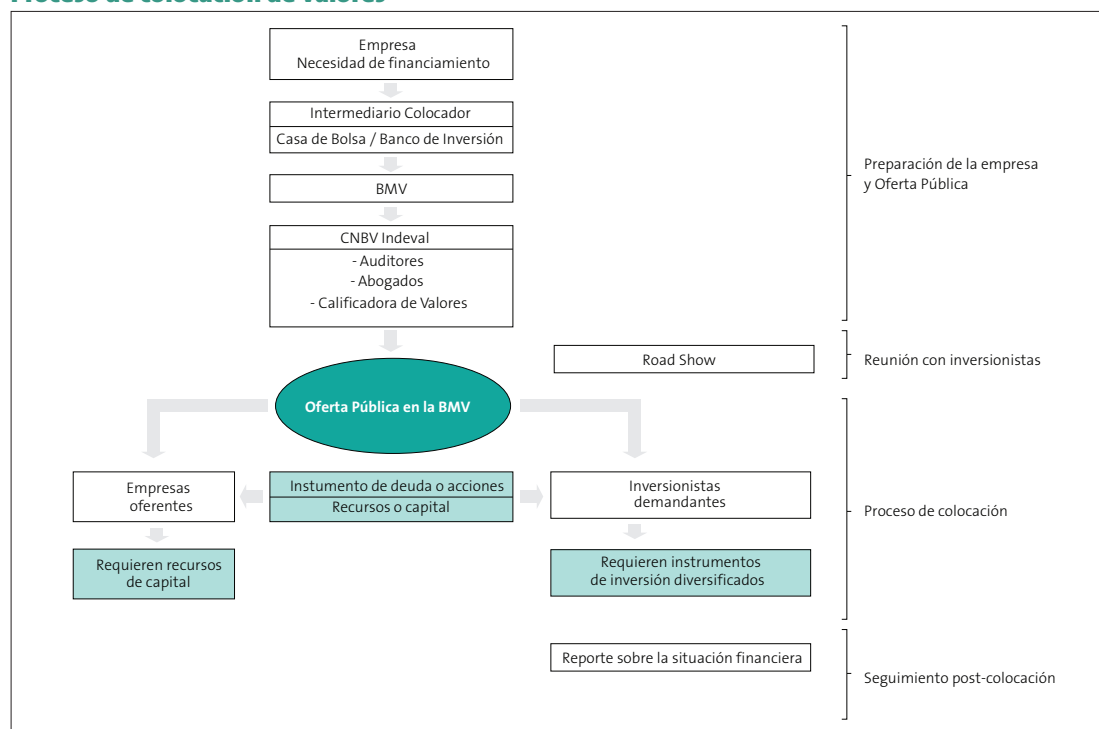 Proceso de colocación de valores
Empresa
Necesidad de financiamiento
Intermediario Colocador
Casa de Bolsa / Banco de Inversión
BMV
CNBV Indeval
- Auditores
- Abogados
- Calificadora de Valores
Preparación de la empresa
y Oferta Pública
Road Show
Reunión con inversionistas
Oferta Pública en la BMV
Empresas
oferentes
Instumento de deuda o acciones
Recursos o capital
Inversionistas
demandantes
Requieren recursos
de capital
Requieren instrumentos
de inversión diversificados
Proceso de colocación
Reporte sobre la situación financiera
Seguimiento post-colocación